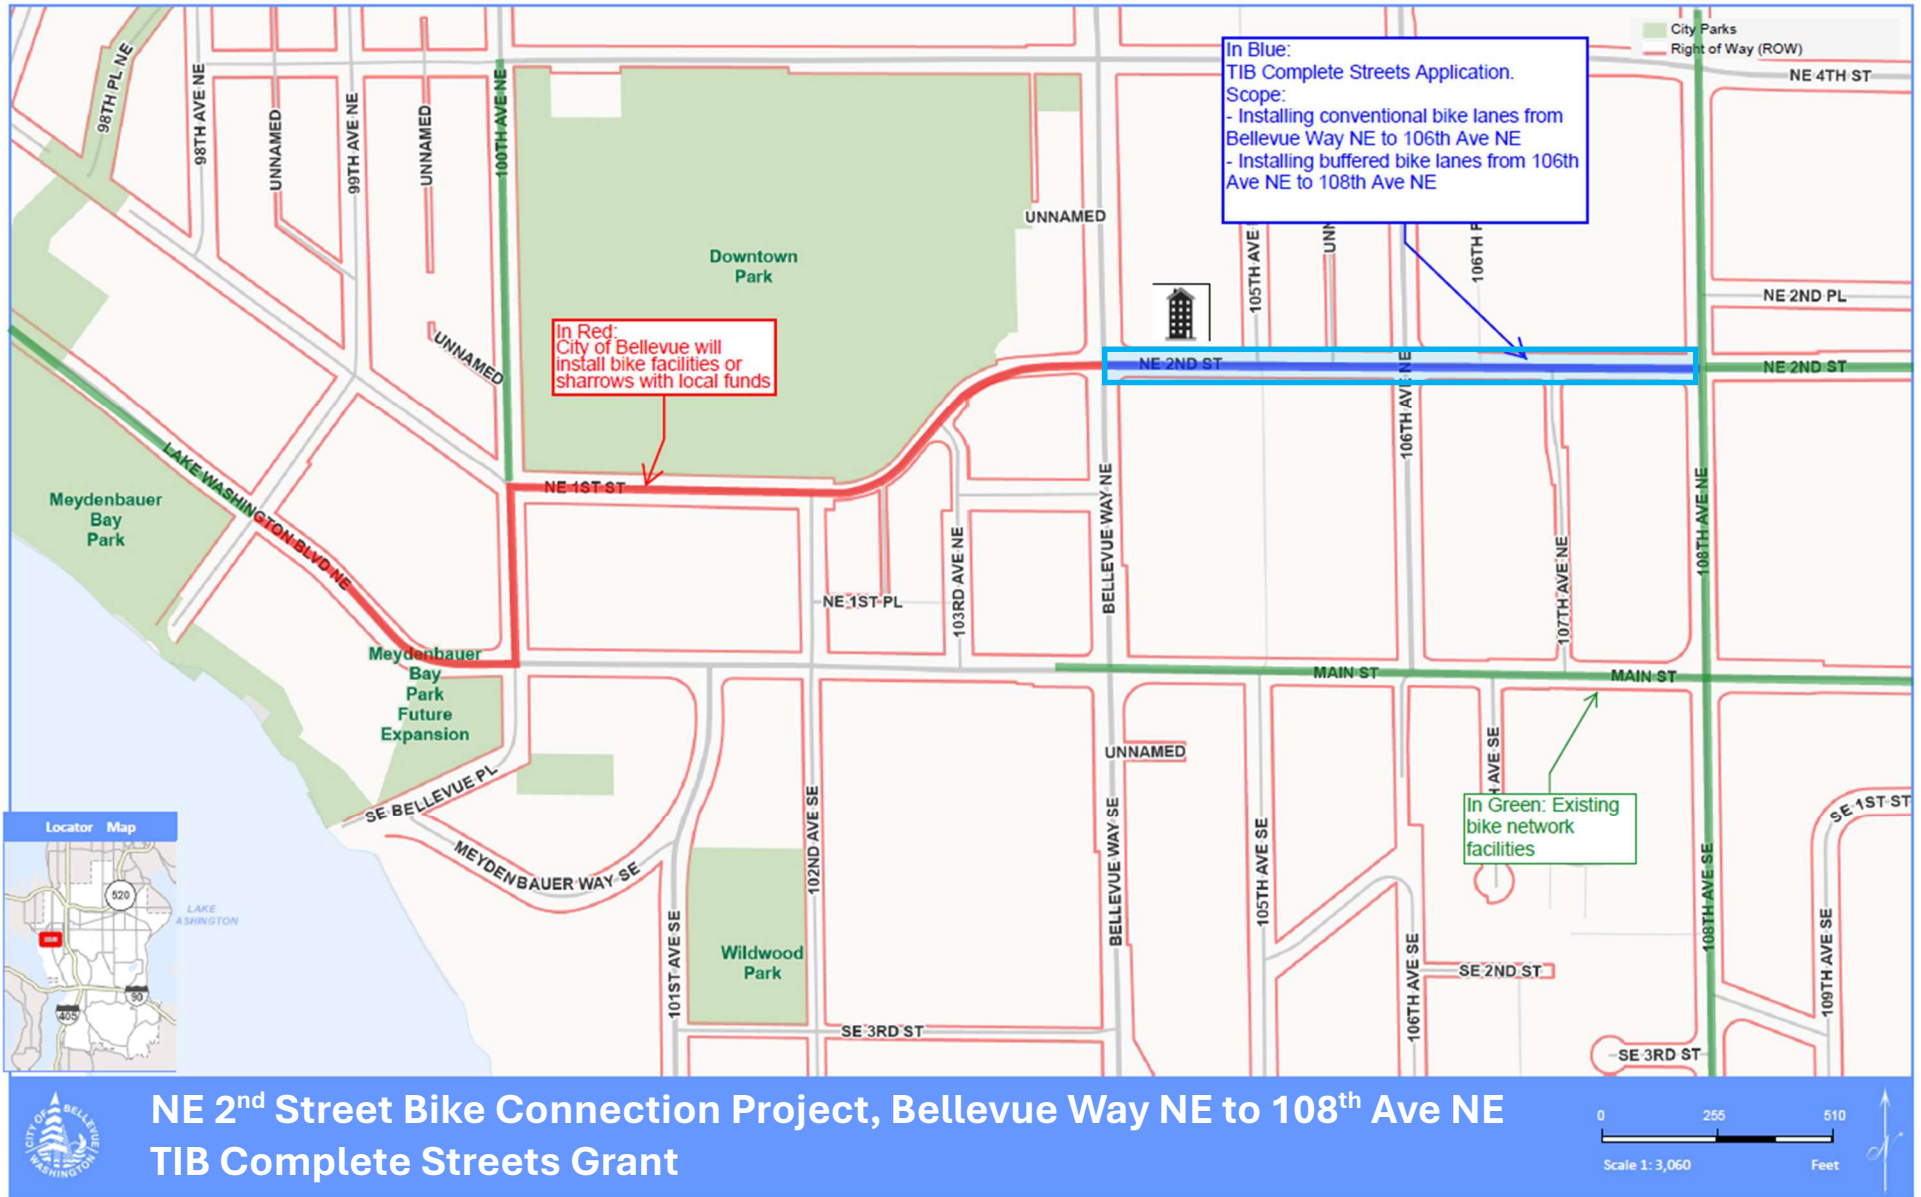 City Parks
Right of Way (ROW)
In Blue:
TIB Complete Streets Application.
Scope:
- Installing conventional bike lanes from
Bellevue Way NE to 106th Ave NE
- Installing buffered bike lanes from 106th
Ave NE to 108th Ave NE
NE 4TH ST
98TH PL NE
98TH AVE NE
UNNAMED
99TH AVE NE
UNNAMED
100TH AVE NE
UNNAMED
Downtown
Park
105TH AVE
106TH
NE 2ND PL
UNNAMED
In Red:
City of Bellevue will
install bike facilities or
sharrows with local funds
NE 2ND ST
NE 2ND ST
106TH AVE NE
LAKE WASHINGTON BLVD NE
Meydenbauer
Bay
Park
NE 1ST ST
BELLEVUE WAY NE
108TH AVE NE
NE 1ST PL
103RD AVE NE
107TH AVE NE
Meydenbauer
Bay
Park
Future
Expansion
MAIN ST
MAIN ST
UNNAMED
AVE SE
SE BELLEVUE PL
In Green: Existing
bike network
facilities
SE 1ST ST
MEYDENBAUER WAY SE
102ND AVE SE
BELLEVUE WAY SE
105TH AVE SE
108TH AVE SE
Locator Map
520
90
405
LAKE
ASHINGTON
101ST AVE SE
Wildwood
Park
106TH AVE SE
SE 2ND ST
109TH AVE SE
SE 3RD ST
SE 3RD ST
CITY OF BELLEVUE
WASHINGTON
NE 2nd Street Bike Connection Project, Bellevue Way NE to 108th Ave NE
TIB Complete Streets Grant
0 255 510
Scale 1: 3,060 Feet
N